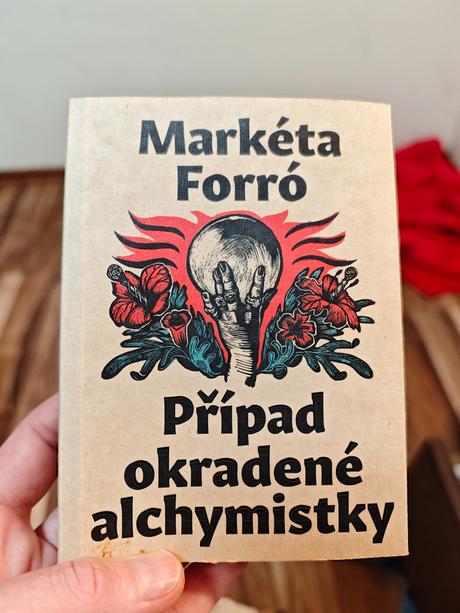 Markéta
Forró
Případ
okradené
alchymistky